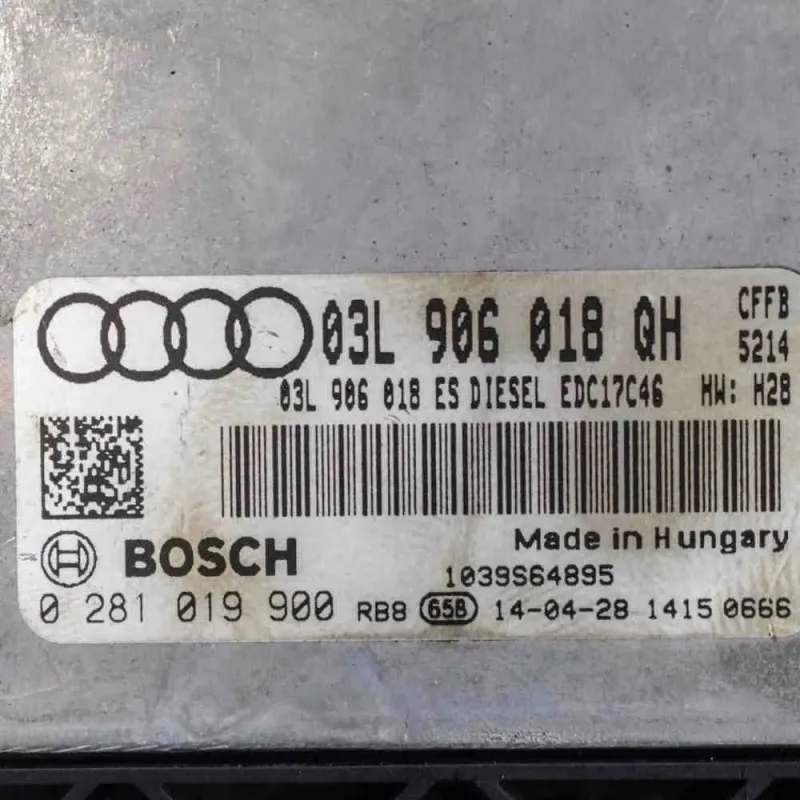 03L 906 018 QH CFFB
5214
03L 906 018 ES DIESEL EDC17C46 HW: H28
Made in Hungary
BOSCH
1039S64895
0 281 019 900 RB8 658 14-04-28 1415 0666